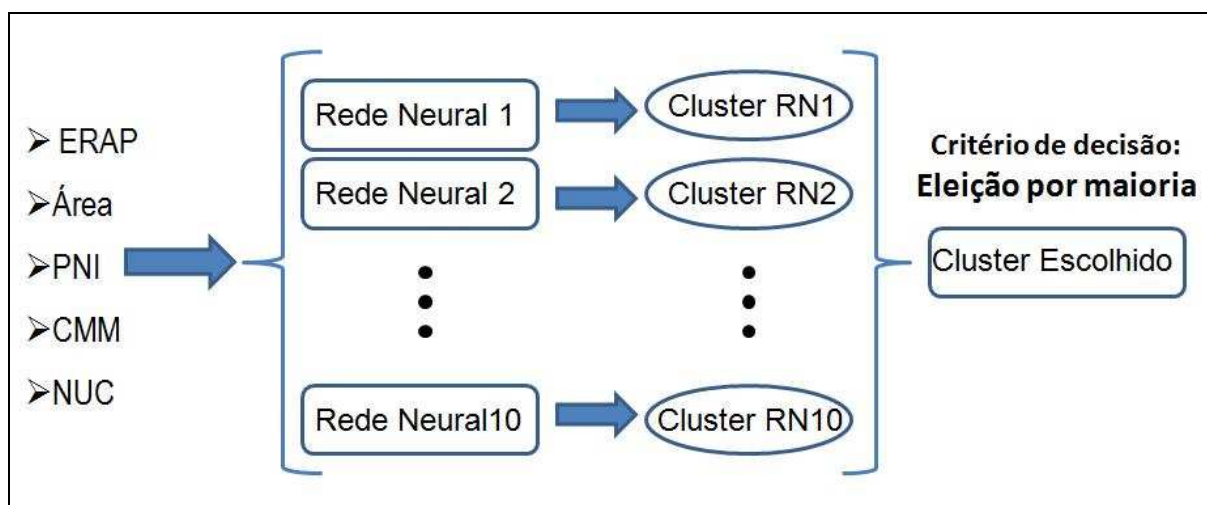 ➢ ERAP
➢Área
➢PNI
➢CMM
➢NUC
Rede Neural 1
Cluster RN1
Rede Neural 2
Cluster RN2
Rede Neural10
Cluster RN10
Critério de decisão:
Eleição por maioria
Cluster Escolhido